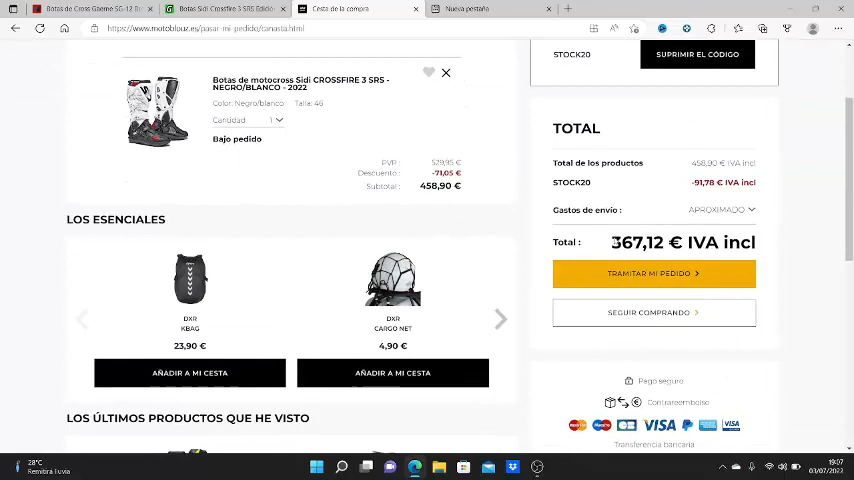 Botas de Cross Gaerne SG-12 Bl
Botas Sidi Crossfire 3 SRS Edicio
Cesta de la compra
Nueva pestaña
https://www.motoblouz.es/pasar-mi-pedido/canasta.html
STOCK20
SUPRIMIR EL CÓDIGO
Botas de motocross Sidi CROSSFIRE 3 SRS -
NEGRO/BLANCO - 2022
Color: Negro/blanco Talla: 46
Cantidad 1
Bajo pedido
PVP : 529,95 €
Descuento : -71,05 €
Subtotal : 458,90 €
TOTAL
Total de los productos 458,90 € IVA incl
STOCK20 -91,78 € IVA incl
Gastos de envío : APROXIMADO
Total : 367,12 € IVA incl
TRAMITAR MI PEDIDO
SEGUIR COMPRANDO
LOS ESENCIALES
DXR
KBAG
23,90 €
AÑADIR A MI CESTA
DXR
CARGO NET
4,90 €
AÑADIR A MI CESTA
Pago seguro
Contrareembolso
VISA
VISA
Transferencia bancaria
LOS ÚLTIMOS PRODUCTOS QUE HE VISTO
28°C
Remitirá lluvia
19:07
03/07/2022